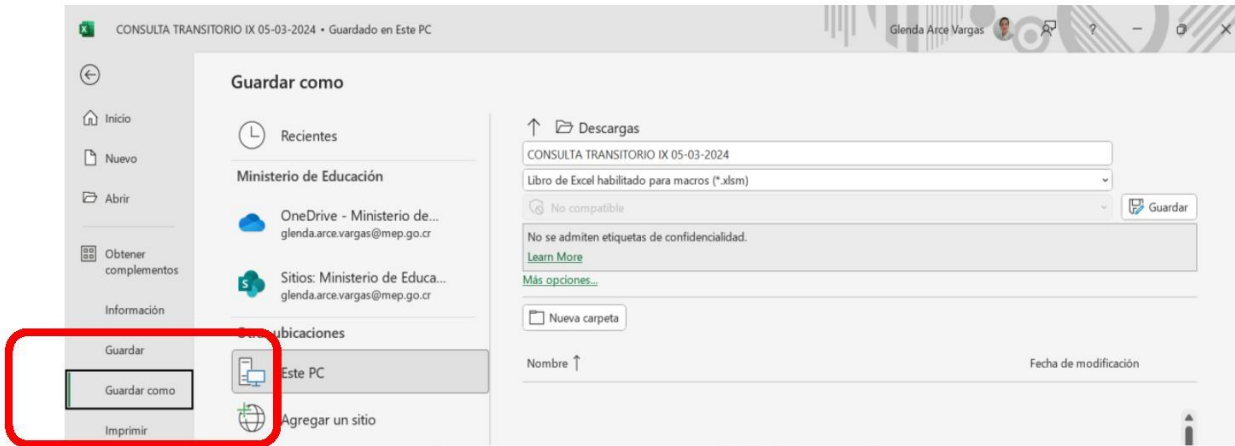 CONSULTA TRANSITORIO IX 05-03-2024 • Guardado en Este PC
Glenda Arce Vargas
?
Inicio
Nuevo
Abrir
Obtener
complementos
Información
Guardar
Guardar como
Imprimir
Guardar como
Recientes
Ministerio de Educación
OneDrive - Ministerio de...
glenda.arce.vargas@mep.go.cr
Sitios: Ministerio de Educa...
glenda.arce.vargas@mep.go.cr
ubicaciones
Este PC
Agregar un sitio
Descargas
CONSULTA TRANSITORIO IX 05-03-2024
Libro de Excel habilitado para macros (*.xlsm)
No compatible
Guardar
No se admiten etiquetas de confidencialidad.
Learn More
Más opciones...
Nueva carpeta
Nombre ↑
Fecha de modificación